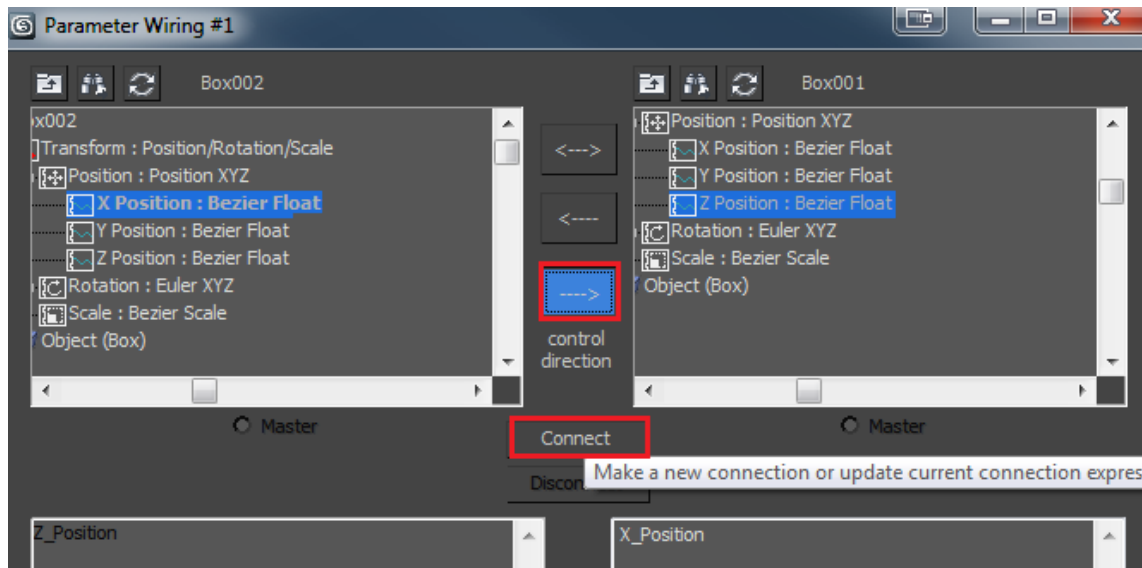 Parameter Wiring #1
Box002
Box001
x002
Transform : Position/Rotation/Scale
Position : Position XYZ
X Position : Bezier Float
Y Position : Bezier Float
Z Position : Bezier Float
Rotation : Euler XYZ
Scale : Bezier Scale
Object (Box)
<--->
<----
---->
control
direction
Position : Position XYZ
X Position : Bezier Float
Y Position : Bezier Float
Z Position : Bezier Float
Rotation : Euler XYZ
Scale : Bezier Scale
Object (Box)
Master
Master
Connect
Make a new connection or update current connection expres
Discon
Z_Position
X_Position